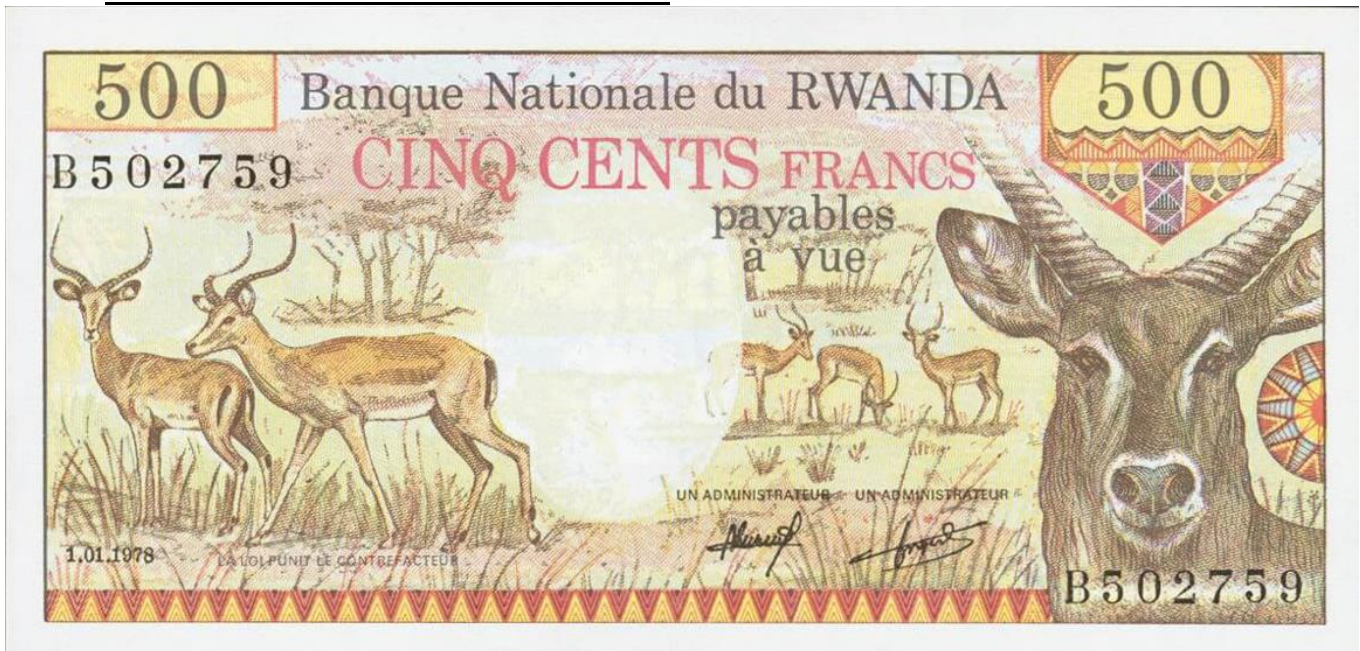 500 Banque Nationale du RWANDA 500
B502759 CINQ CENTS FRANCS
payables
à vue
UN ADMINISTRATEUR UN ADMINISTRATEUR
1.01.1978 LA LOI PUNIT LE CONTREFACTEUR
B502759